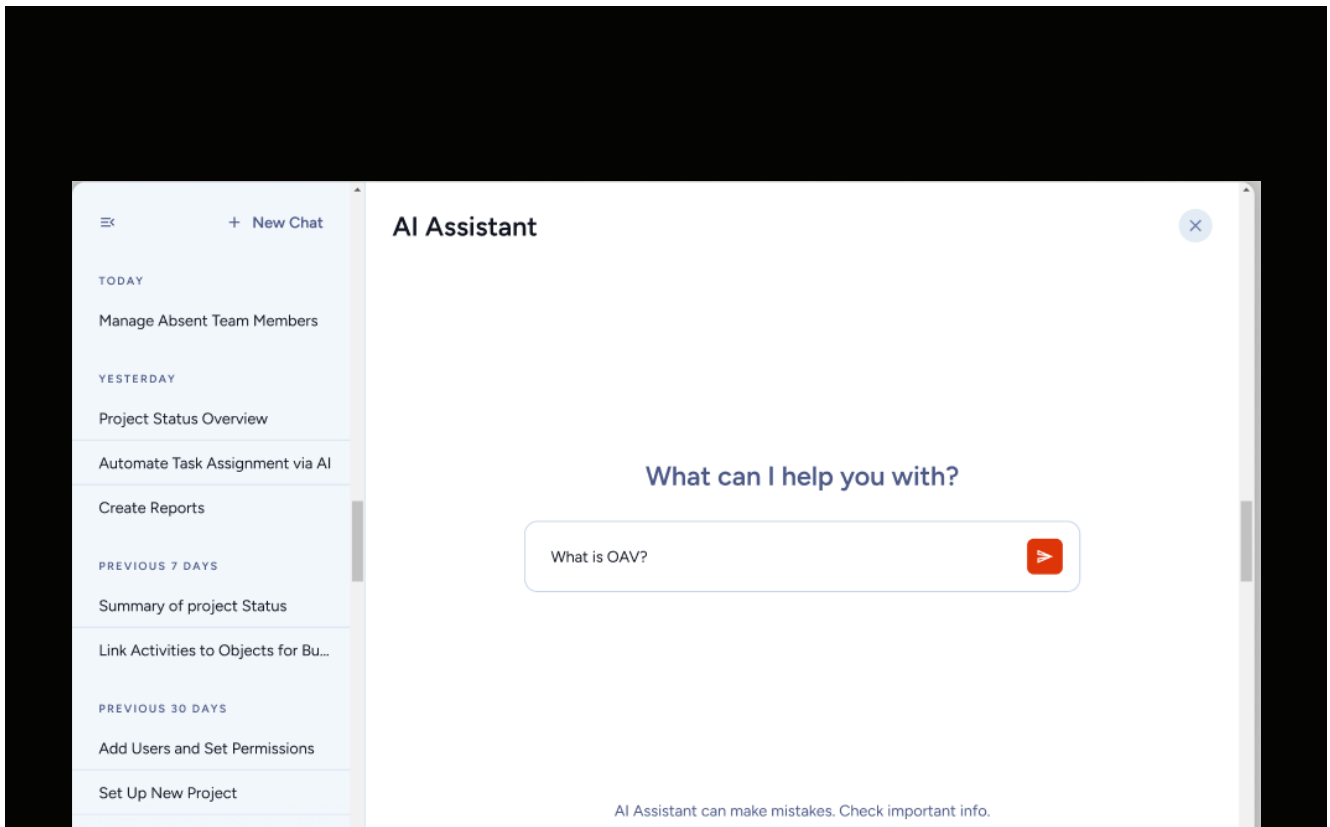 + New Chat
TODAY
Manage Absent Team Members
YESTERDAY
Project Status Overview
Automate Task Assignment via AI
Create Reports
PREVIOUS 7 DAYS
Summary of project Status
Link Activities to Objects for Bu...
PREVIOUS 30 DAYS
Add Users and Set Permissions
Set Up New Project
AI Assistant
What can I help you with?
What is OAV?
AI Assistant can make mistakes. Check important info.